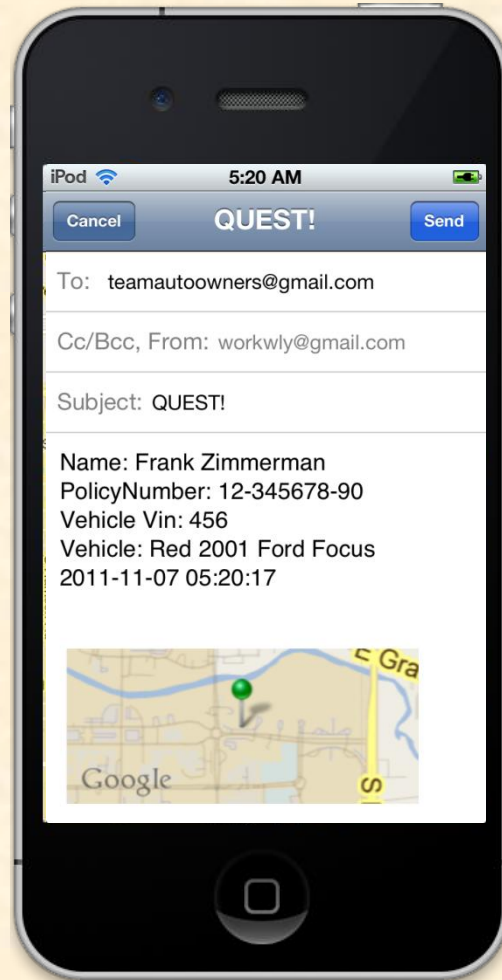 iPod 5:20 AM
Cancel QUEST! Send
To: teamautoowners@gmail.com
Cc/Bcc, From: workwly@gmail.com
Subject: QUEST!
Name: Frank Zimmerman
PolicyNumber: 12-345678-90
Vehicle Vin: 456
Vehicle: Red 2001 Ford Focus
2011-11-07 05:20:17
E Gra
Google